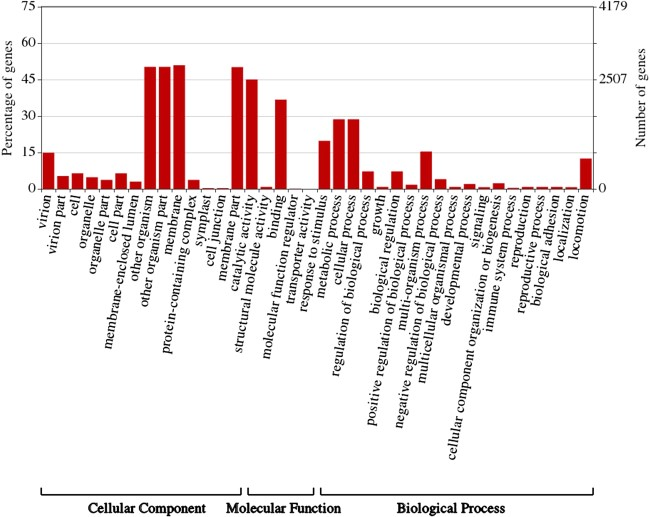 75
60
45
30
15
0
Percentage of genes
4179
2507
0
Number of genes
virion
virion part
cell
organelle
organelle part
cell part
membrane-enclosed lumen
other organism
other organism part
membrane
protein-containing complex
symplast
cell junction
membrane part
catalytic activity
structural molecule activity
binding
molecular function regulator
transporter activity
response to stimulus
metabolic process
cellular process
regulation of biological process
growth
biological regulation
positive regulation of biological process
multi-organism process
negative regulation of biological process
multicellular organismal process
developmental process
signaling
cellular component organization or biogenesis
immune system process
reproduction
reproductive process
biological adhesion
localization
locomotion
Cellular Component
Molecular Function
Biological Process